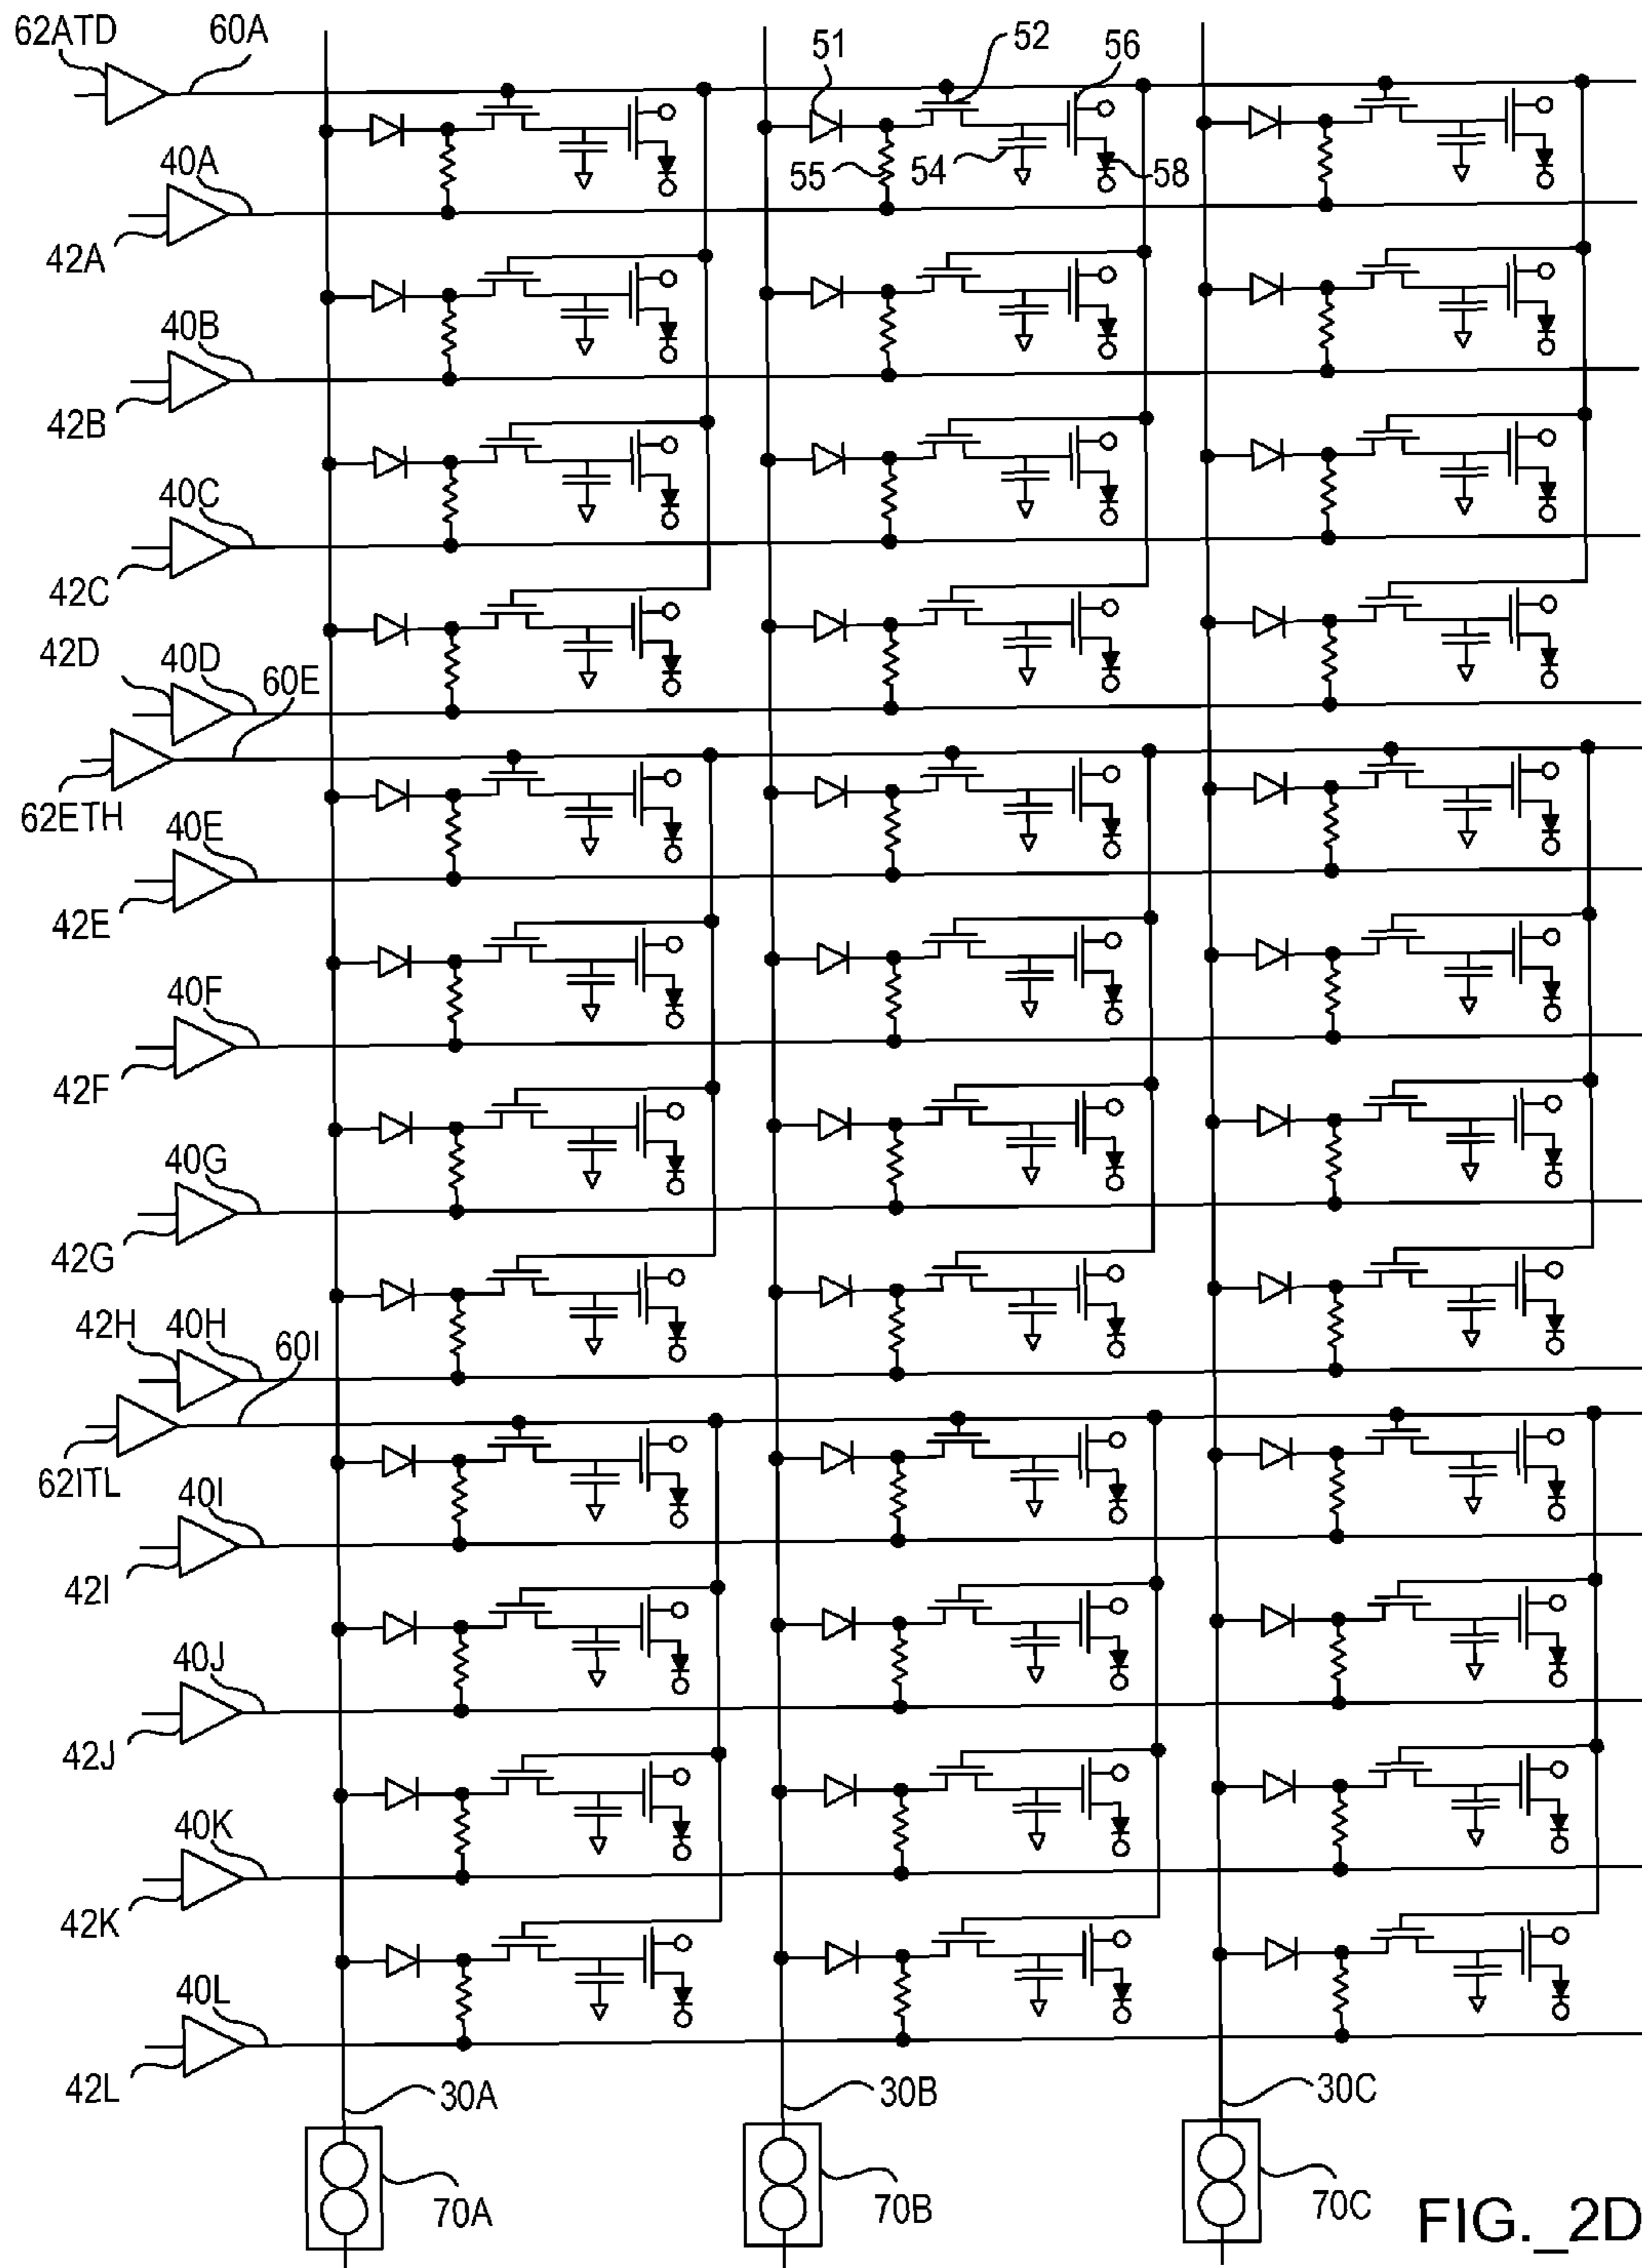 62ATD 60A 51 52 56
40A 55 54 58
42A
40B
42B
40C
42C
42D 40D 60E
62ETH 40E
42E
40F
42F
40G
42G
42H 40H 60I
62ITL 40I
42I
40J
42J
40K
42K
40L
42L 30A 30B 30C
70A 70B 70C
FIG._2D